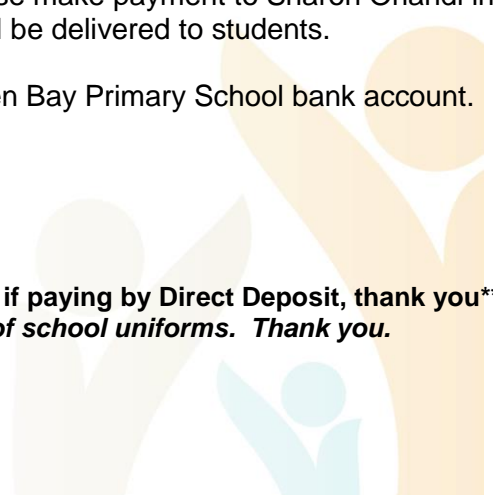 se make payment to Sharon Chandi in
l be delivered to students.
en Bay Primary School bank account.
if paying by Direct Deposit, thank you**
of school uniforms. Thank you.